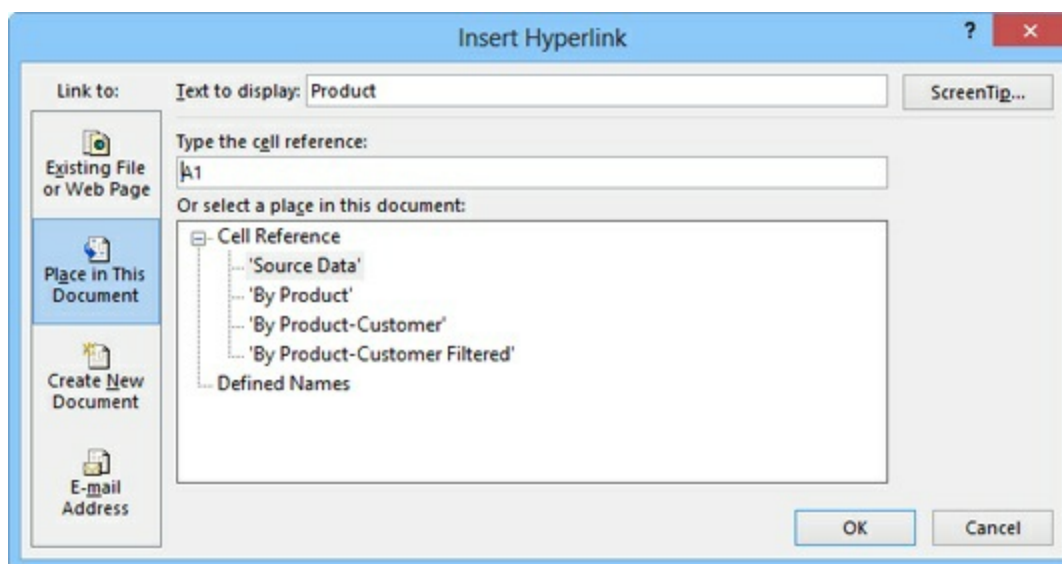 Insert Hyperlink
?
Link to:
Text to display: Product
ScreenTip...
Existing File
or Web Page
Type the cell reference:
A1
Or select a place in this document:
Place in This
Document
Cell Reference
'Source Data'
'By Product'
'By Product-Customer'
'By Product-Customer Filtered'
Defined Names
Create New
Document
E-mail
Address
OK
Cancel